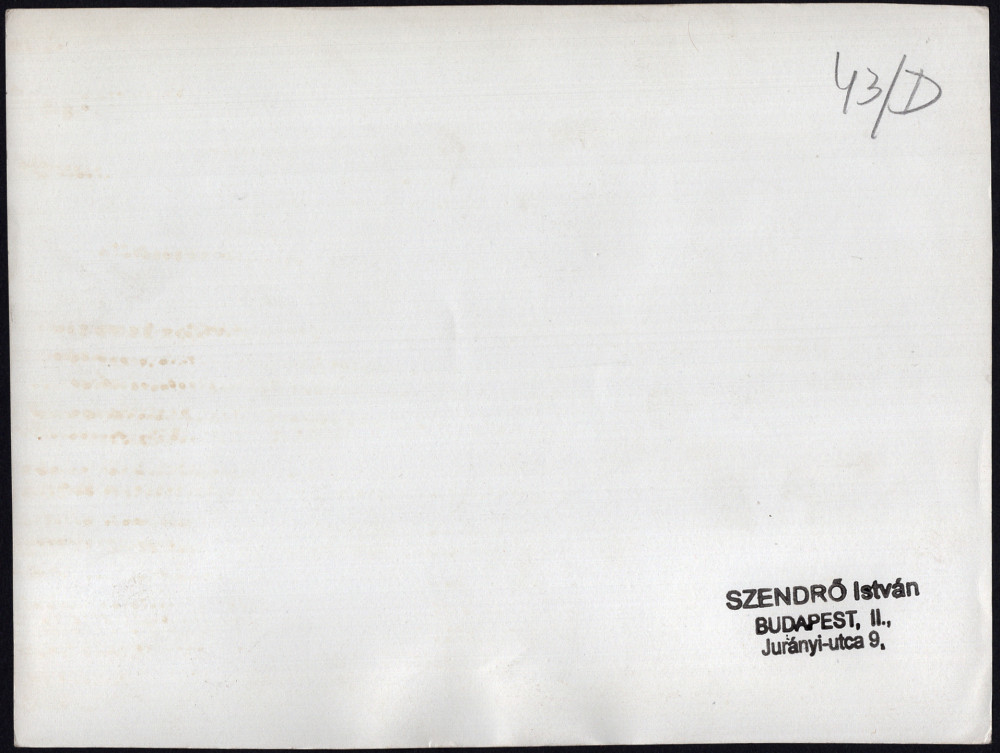 43/D
SZENDRŐ István
BUDAPEST, II.,
Jurányi-utca 9.